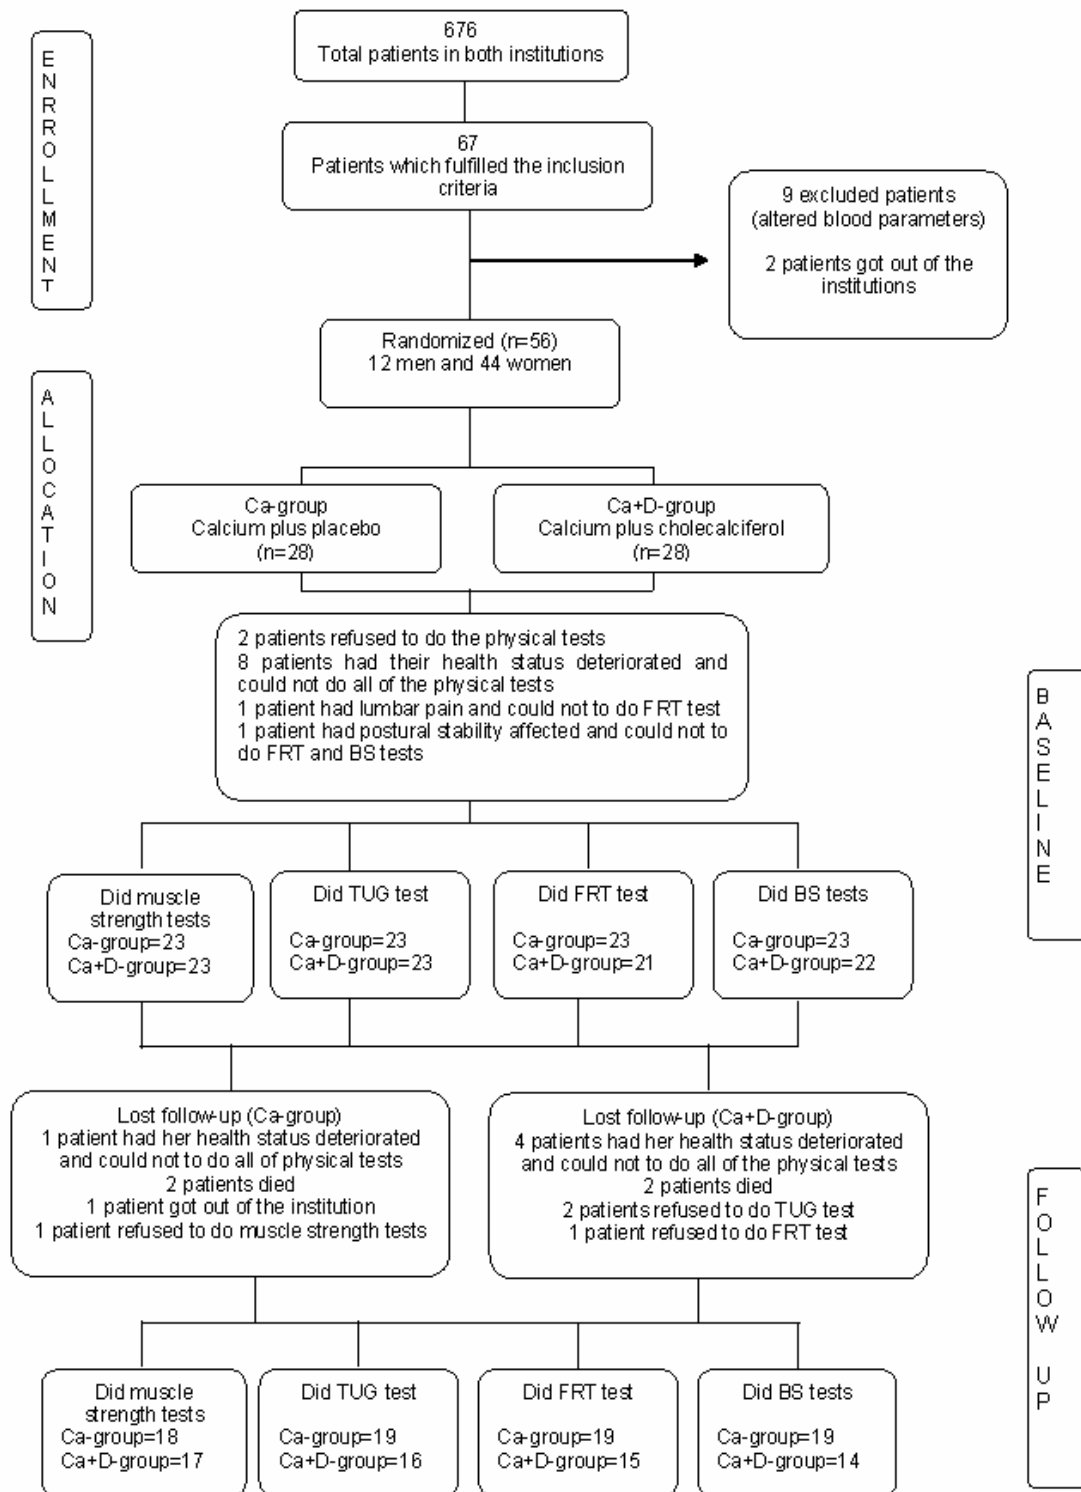 ENRROLLMENT
676
Total patients in both institutions
67
Patients which fulfilled the inclusion
criteria
9 excluded patients
(altered blood parameters)
2 patients got out of the
institutions
Randomized (n=56)
12 men and 44 women
ALLOCATION
Ca-group
Calcium plus placebo
(n=28)
Ca+D-group
Calcium plus cholecalciferol
(n=28)
2 patients refused to do the physical tests
8 patients had their health status deteriorated and
could not do all of the physical tests
1 patient had lumbar pain and could not to do FRT test
1 patient had postural stability affected and could not to
do FRT and BS tests
BASELINE
Did muscle
strength tests
Ca-group=23
Ca+D-group=23
Did TUG test
Ca-group=23
Ca+D-group=23
Did FRT test
Ca-group=23
Ca+D-group=21
Did BS tests
Ca-group=23
Ca+D-group=22
Lost follow-up (Ca-group)
1 patient had her health status deteriorated
and could not to do all of physical tests
2 patients died
1 patient got out of the institution
1 patient refused to do muscle strength tests
Lost follow-up (Ca+D-group)
4 patients had her health status deteriorated
and could not to do all of the physical tests
2 patients died
2 patients refused to do TUG test
1 patient refused to do FRT test
FOLLOW UP
Did muscle
strength tests
Ca-group=18
Ca+D-group=17
Did TUG test
Ca-group=19
Ca+D-group=16
Did FRT test
Ca-group=19
Ca+D-group=15
Did BS tests
Ca-group=19
Ca+D-group=14